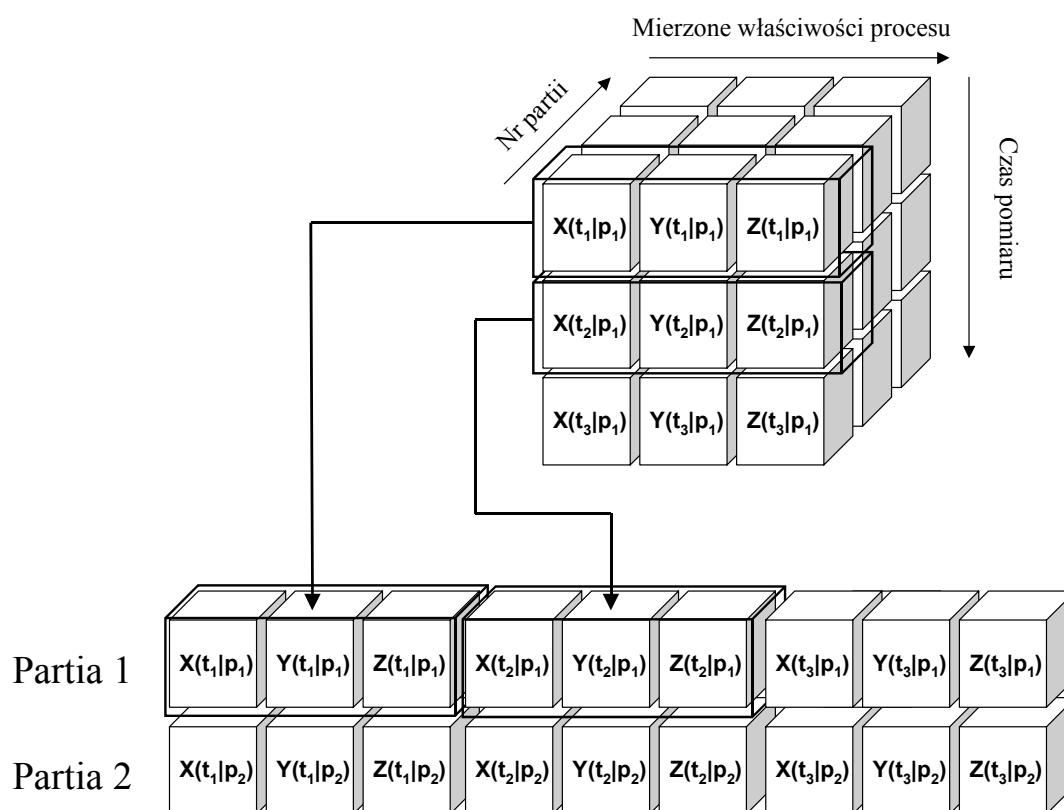 Mierzone właściwości procesu
Nr partii
Czas pomiaru
X(t₁|p₁) Y(t₁|p₁) Z(t₁|p₁)
X(t₂|p₁) Y(t₂|p₁) Z(t₂|p₁)
X(t₃|p₁) Y(t₃|p₁) Z(t₃|p₁)
Partia 1 X(t₁|p₁) Y(t₁|p₁) Z(t₁|p₁) X(t₂|p₁) Y(t₂|p₁) Z(t₂|p₁) X(t₃|p₁) Y(t₃|p₁) Z(t₃|p₁)
Partia 2 X(t₁|p₂) Y(t₁|p₂) Z(t₁|p₂) X(t₂|p₂) Y(t₂|p₂) Z(t₂|p₂) X(t₃|p₂) Y(t₃|p₂) Z(t₃|p₂)